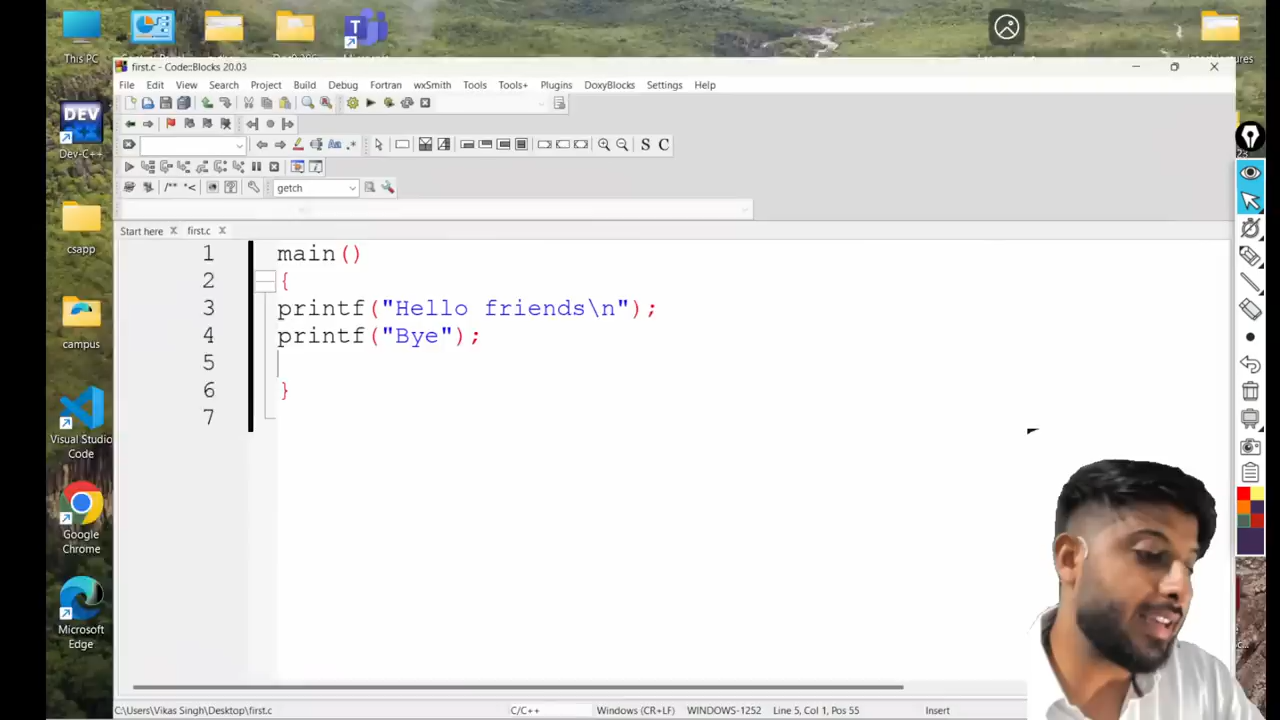 This PC
first.c - Code::Blocks 20.03
File Edit View Search Project Build Debug Fortran wxSmith Tools Tools+ Plugins DoxyBlocks Settings Help
DEV
Dev-C++
S C
/** *<
getch
Start here X first.c X
1 main()
2 {
3 printf("Hello friends\n");
4 printf("Bye");
5
6 }
7
csapp
campus
Visual Studio
Code
Google
Chrome
Microsoft
Edge
C:\Users\Vikas Singh\Desktop\first.c C/C++ Windows (CR+LF) WINDOWS-1252 Line 5, Col 1, Pos 55 Insert